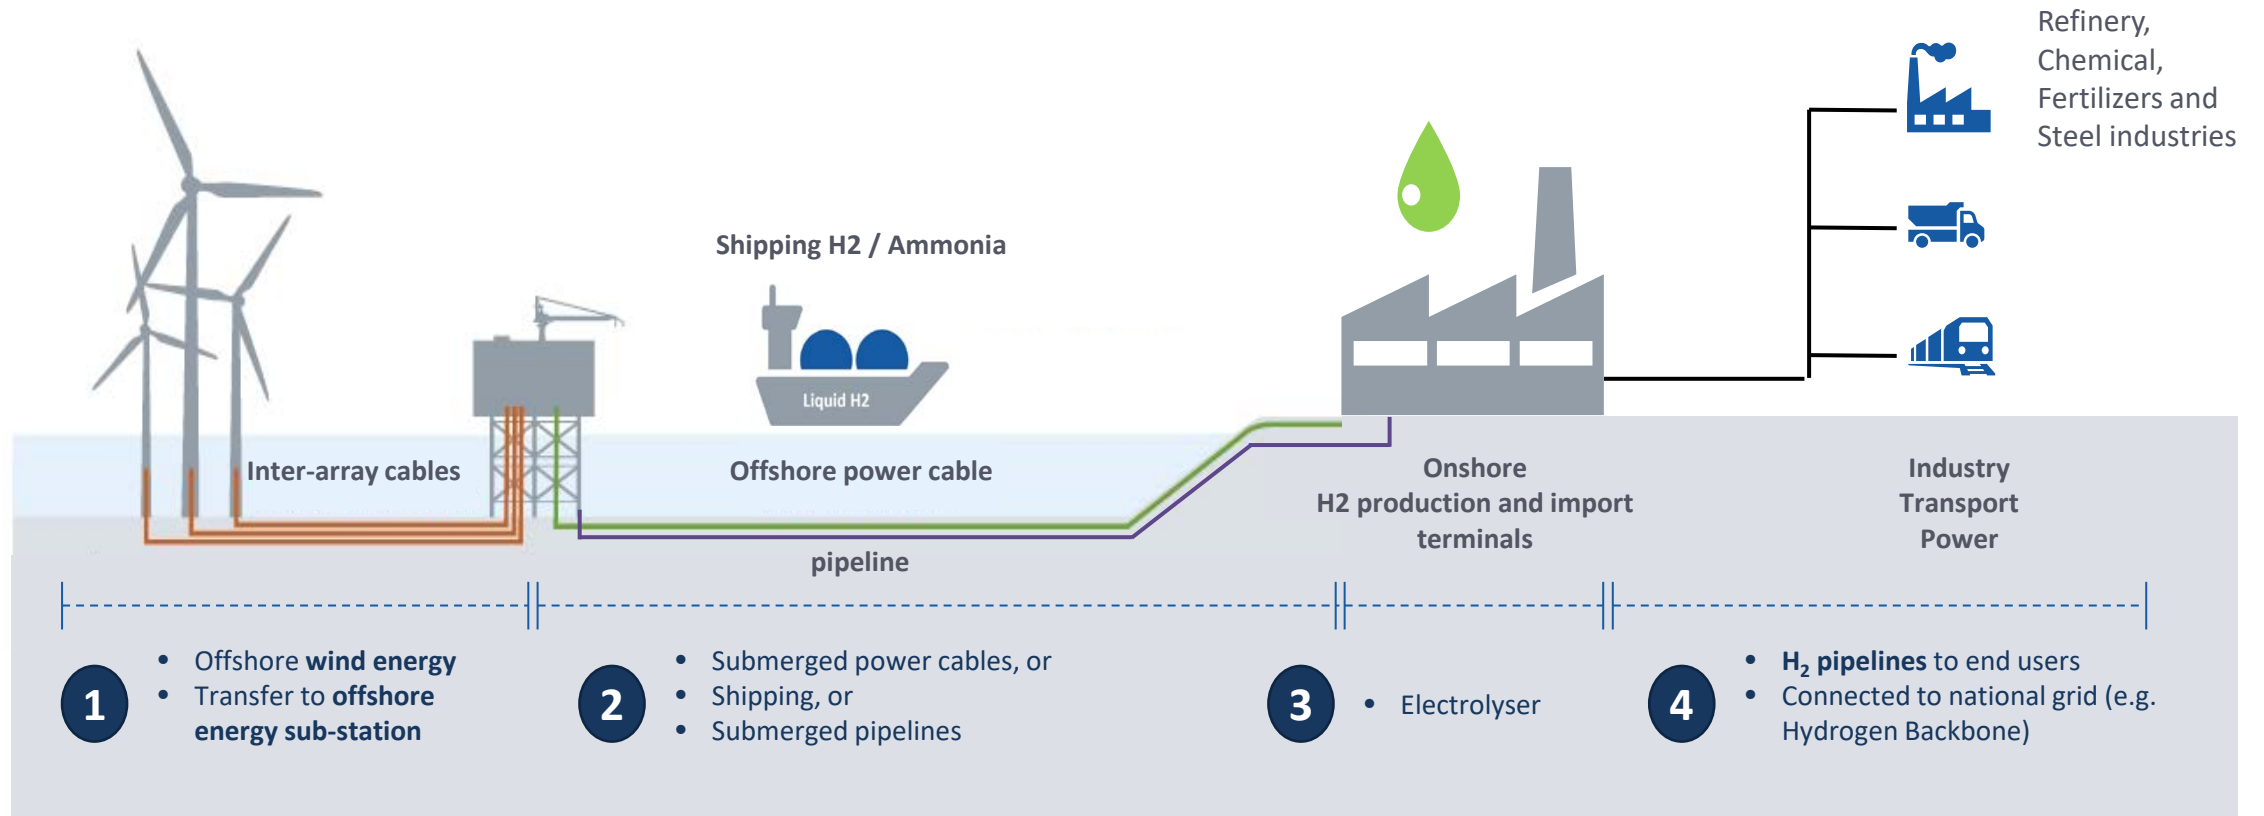 Refinery,
Chemical,
Fertilizers and
Steel industries
Shipping H2 / Ammonia
Liquid H2
Inter-array cables
Offshore power cable
pipeline
Onshore
H2 production and import
terminals
Industry
Transport
Power
1
• Offshore wind energy
• Transfer to offshore
energy sub-station
2
• Submerged power cables, or
• Shipping, or
• Submerged pipelines
3
• Electrolyser
4
• H₂ pipelines to end users
• Connected to national grid (e.g.
Hydrogen Backbone)